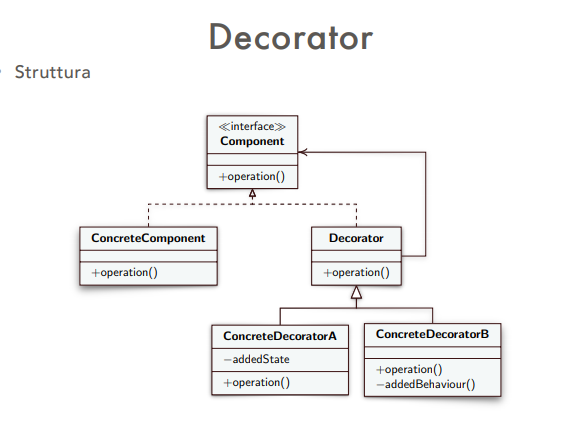 Decorator
• Struttura
≪interface≫
Component
+operation()
ConcreteComponent
+operation()
Decorator
+operation()
ConcreteDecoratorA
−addedState
+operation()
ConcreteDecoratorB
+operation()
−addedBehaviour()